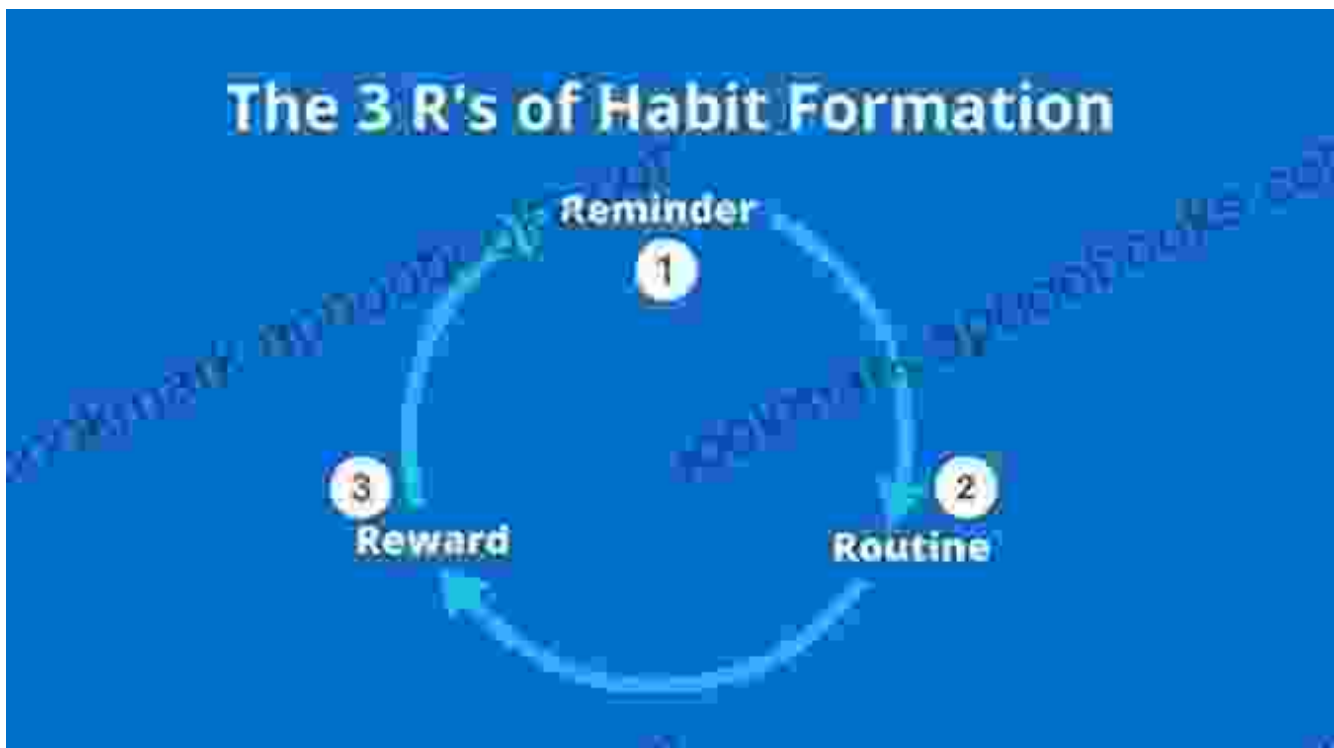 The 3 R's of Habit Formation
Reminder
1
2
Routine
3
Reward